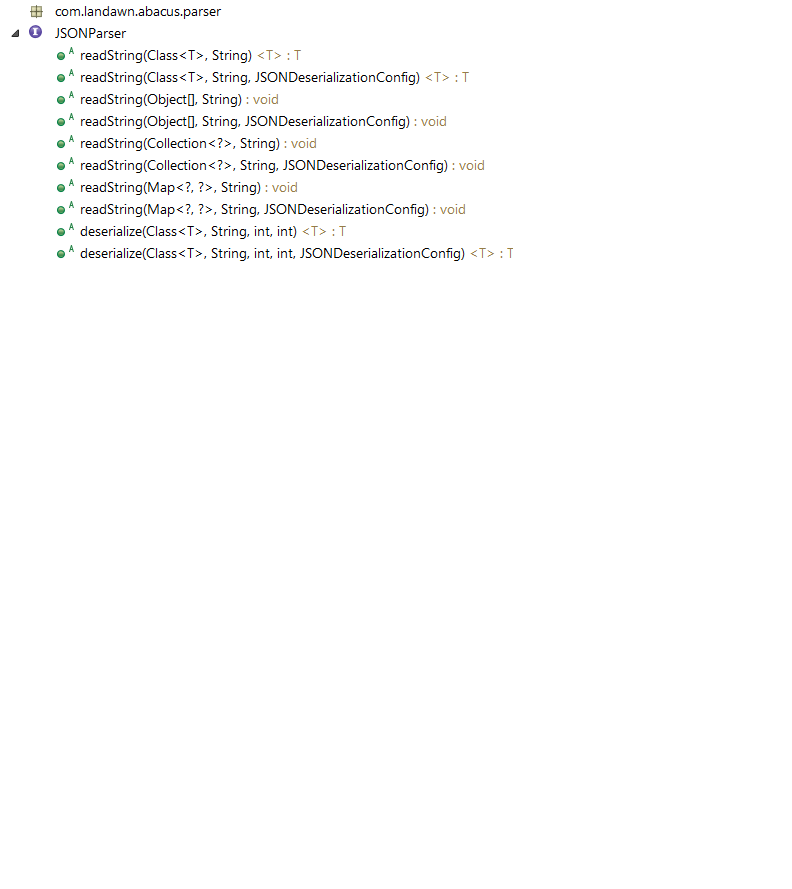 com.landawn.abacus.parser
I JSONParser
A readString(Class<T>, String) <T> : T
A readString(Class<T>, String, JSONDeserializationConfig) <T> : T
A readString(Object[], String) : void
A readString(Object[], String, JSONDeserializationConfig) : void
A readString(Collection<?>, String) : void
A readString(Collection<?>, String, JSONDeserializationConfig) : void
A readString(Map<?, ?>, String) : void
A readString(Map<?, ?>, String, JSONDeserializationConfig) : void
A deserialize(Class<T>, String, int, int) <T> : T
A deserialize(Class<T>, String, int, int, JSONDeserializationConfig) <T> : T